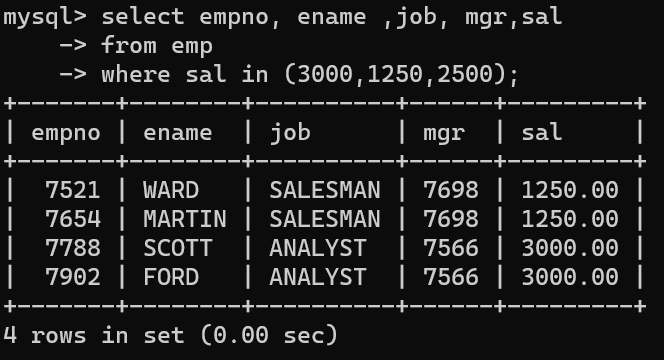 mysql> select empno, ename ,job, mgr,sal
    -> from emp
    -> where sal in (3000,1250,2500);
+-------+--------+----------+------+---------+
| empno | ename  | job      | mgr  | sal     |
+-------+--------+----------+------+---------+
|  7521 | WARD   | SALESMAN | 7698 | 1250.00 |
|  7654 | MARTIN | SALESMAN | 7698 | 1250.00 |
|  7788 | SCOTT  | ANALYST  | 7566 | 3000.00 |
|  7902 | FORD   | ANALYST  | 7566 | 3000.00 |
+-------+--------+----------+------+---------+
4 rows in set (0.00 sec)